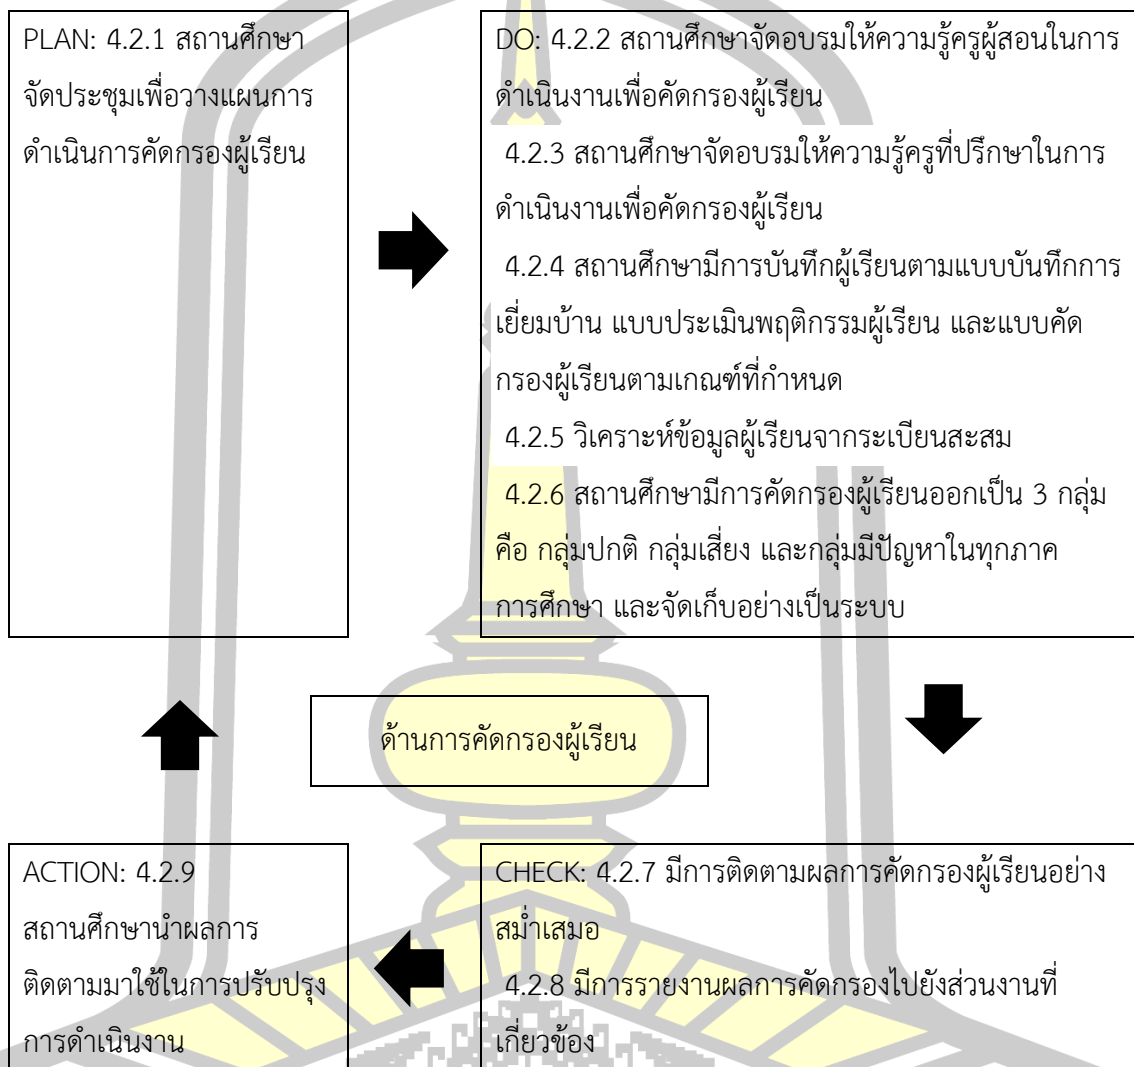 PLAN: 4.2.1 สถานศึกษา
จัดประชุมเพื่อวางแผนการ
ดำเนินการคัดกรองผู้เรียน
DO: 4.2.2 สถานศึกษาจัดอบรมให้ความรู้ครูผู้สอนในการ
ดำเนินงานเพื่อคัดกรองผู้เรียน
4.2.3 สถานศึกษาจัดอบรมให้ความรู้ครูที่ปรึกษาในการ
ดำเนินงานเพื่อคัดกรองผู้เรียน
4.2.4 สถานศึกษามีการบันทึกผู้เรียนตามแบบบันทึกการ
เยี่ยมบ้าน แบบประเมินพฤติกรรมผู้เรียน และแบบคัด
กรองผู้เรียนตามเกณฑ์ที่กำหนด
4.2.5 วิเคราะห์ข้อมูลผู้เรียนจากระเบียนสะสม
4.2.6 สถานศึกษามีการคัดกรองผู้เรียนออกเป็น 3 กลุ่ม
คือ กลุ่มปกติ กลุ่มเสี่ยง และกลุ่มมีปัญหาในทุกภาค
การศึกษา และจัดเก็บอย่างเป็นระบบ
ด้านการคัดกรองผู้เรียน
ACTION: 4.2.9
สถานศึกษานำผลการ
ติดตามมาใช้ในการปรับปรุง
การดำเนินงาน
CHECK: 4.2.7 มีการติดตามผลการคัดกรองผู้เรียนอย่าง
สม่ำเสมอ
4.2.8 มีการรายงานผลการคัดกรองไปยังส่วนงานที่
เกี่ยวข้อง